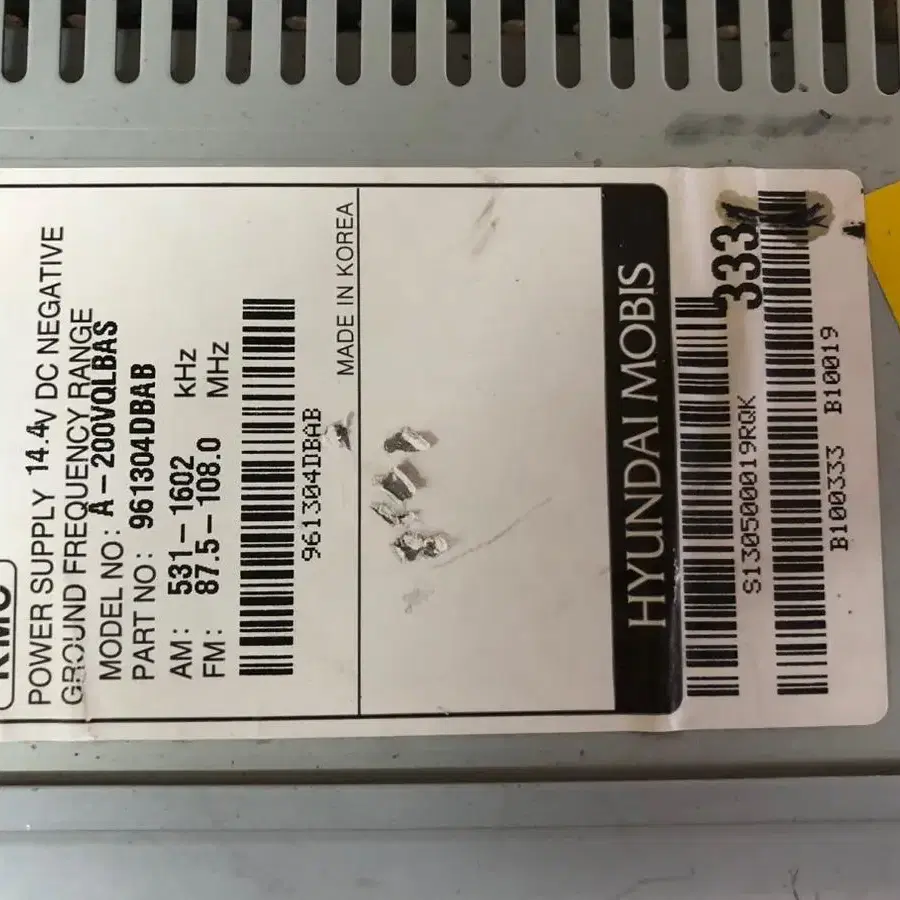 POWER SUPPLY 14.4V DC NEGATIVE
GROUND FREQUENCY RANGE
MODEL NO : A-200VQLBAS
PART NO : 961304DBAB
AM : 531-1602 kHz
FM : 87.5-108.0 MHz
961304DBAB
MADE IN KOREA
HYUNDAI MOBIS
333
S130500019RQK
B100333 B10019